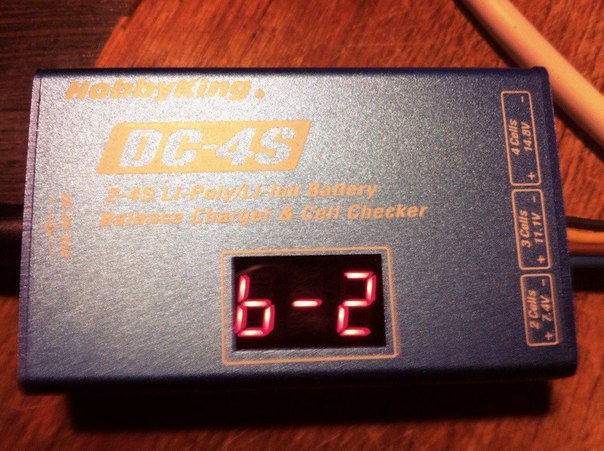 HobbyKing.
DC-4S
2-4S Li-Poly/Li-Ion Battery
Balance Charger & Cell Checker
b-2
4 Cells
+ 14.8V -
3 Cells
+ 11.1V -
2 Cells
+ 7.4V -